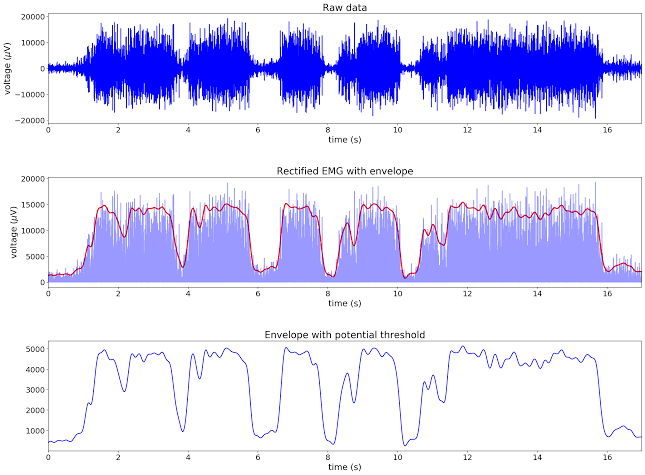 Raw data
20000
10000
0
−10000
−20000
voltage (μV)
0 2 4 6 8 10 12 14 16
time (s)
Rectified EMG with envelope
20000
15000
10000
5000
0
voltage (μV)
0 2 4 6 8 10 12 14 16
time (s)
Envelope with potential threshold
5000
4000
3000
2000
1000
0 2 4 6 8 10 12 14 16
time (s)